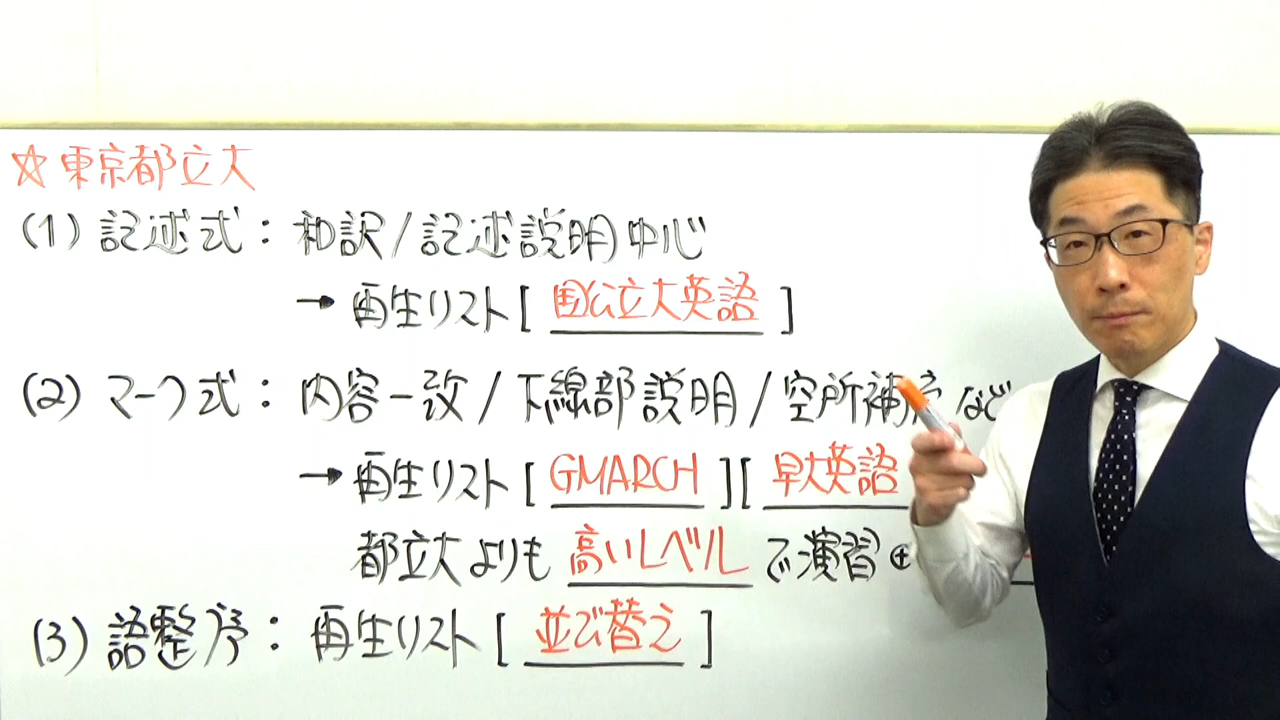 ☆東京都立大
(1) 記述式：和訳/記述説明中心
→ 再生リスト[ 国公立大英語 ]
(2) マーク式：内容一致/下線部説明/空所補充など
→ 再生リスト[ GMARCH ][ 早大英語
都立大よりも 高いレベル で演習⊕
(3) 語整序：再生リスト[ 並び替え ]